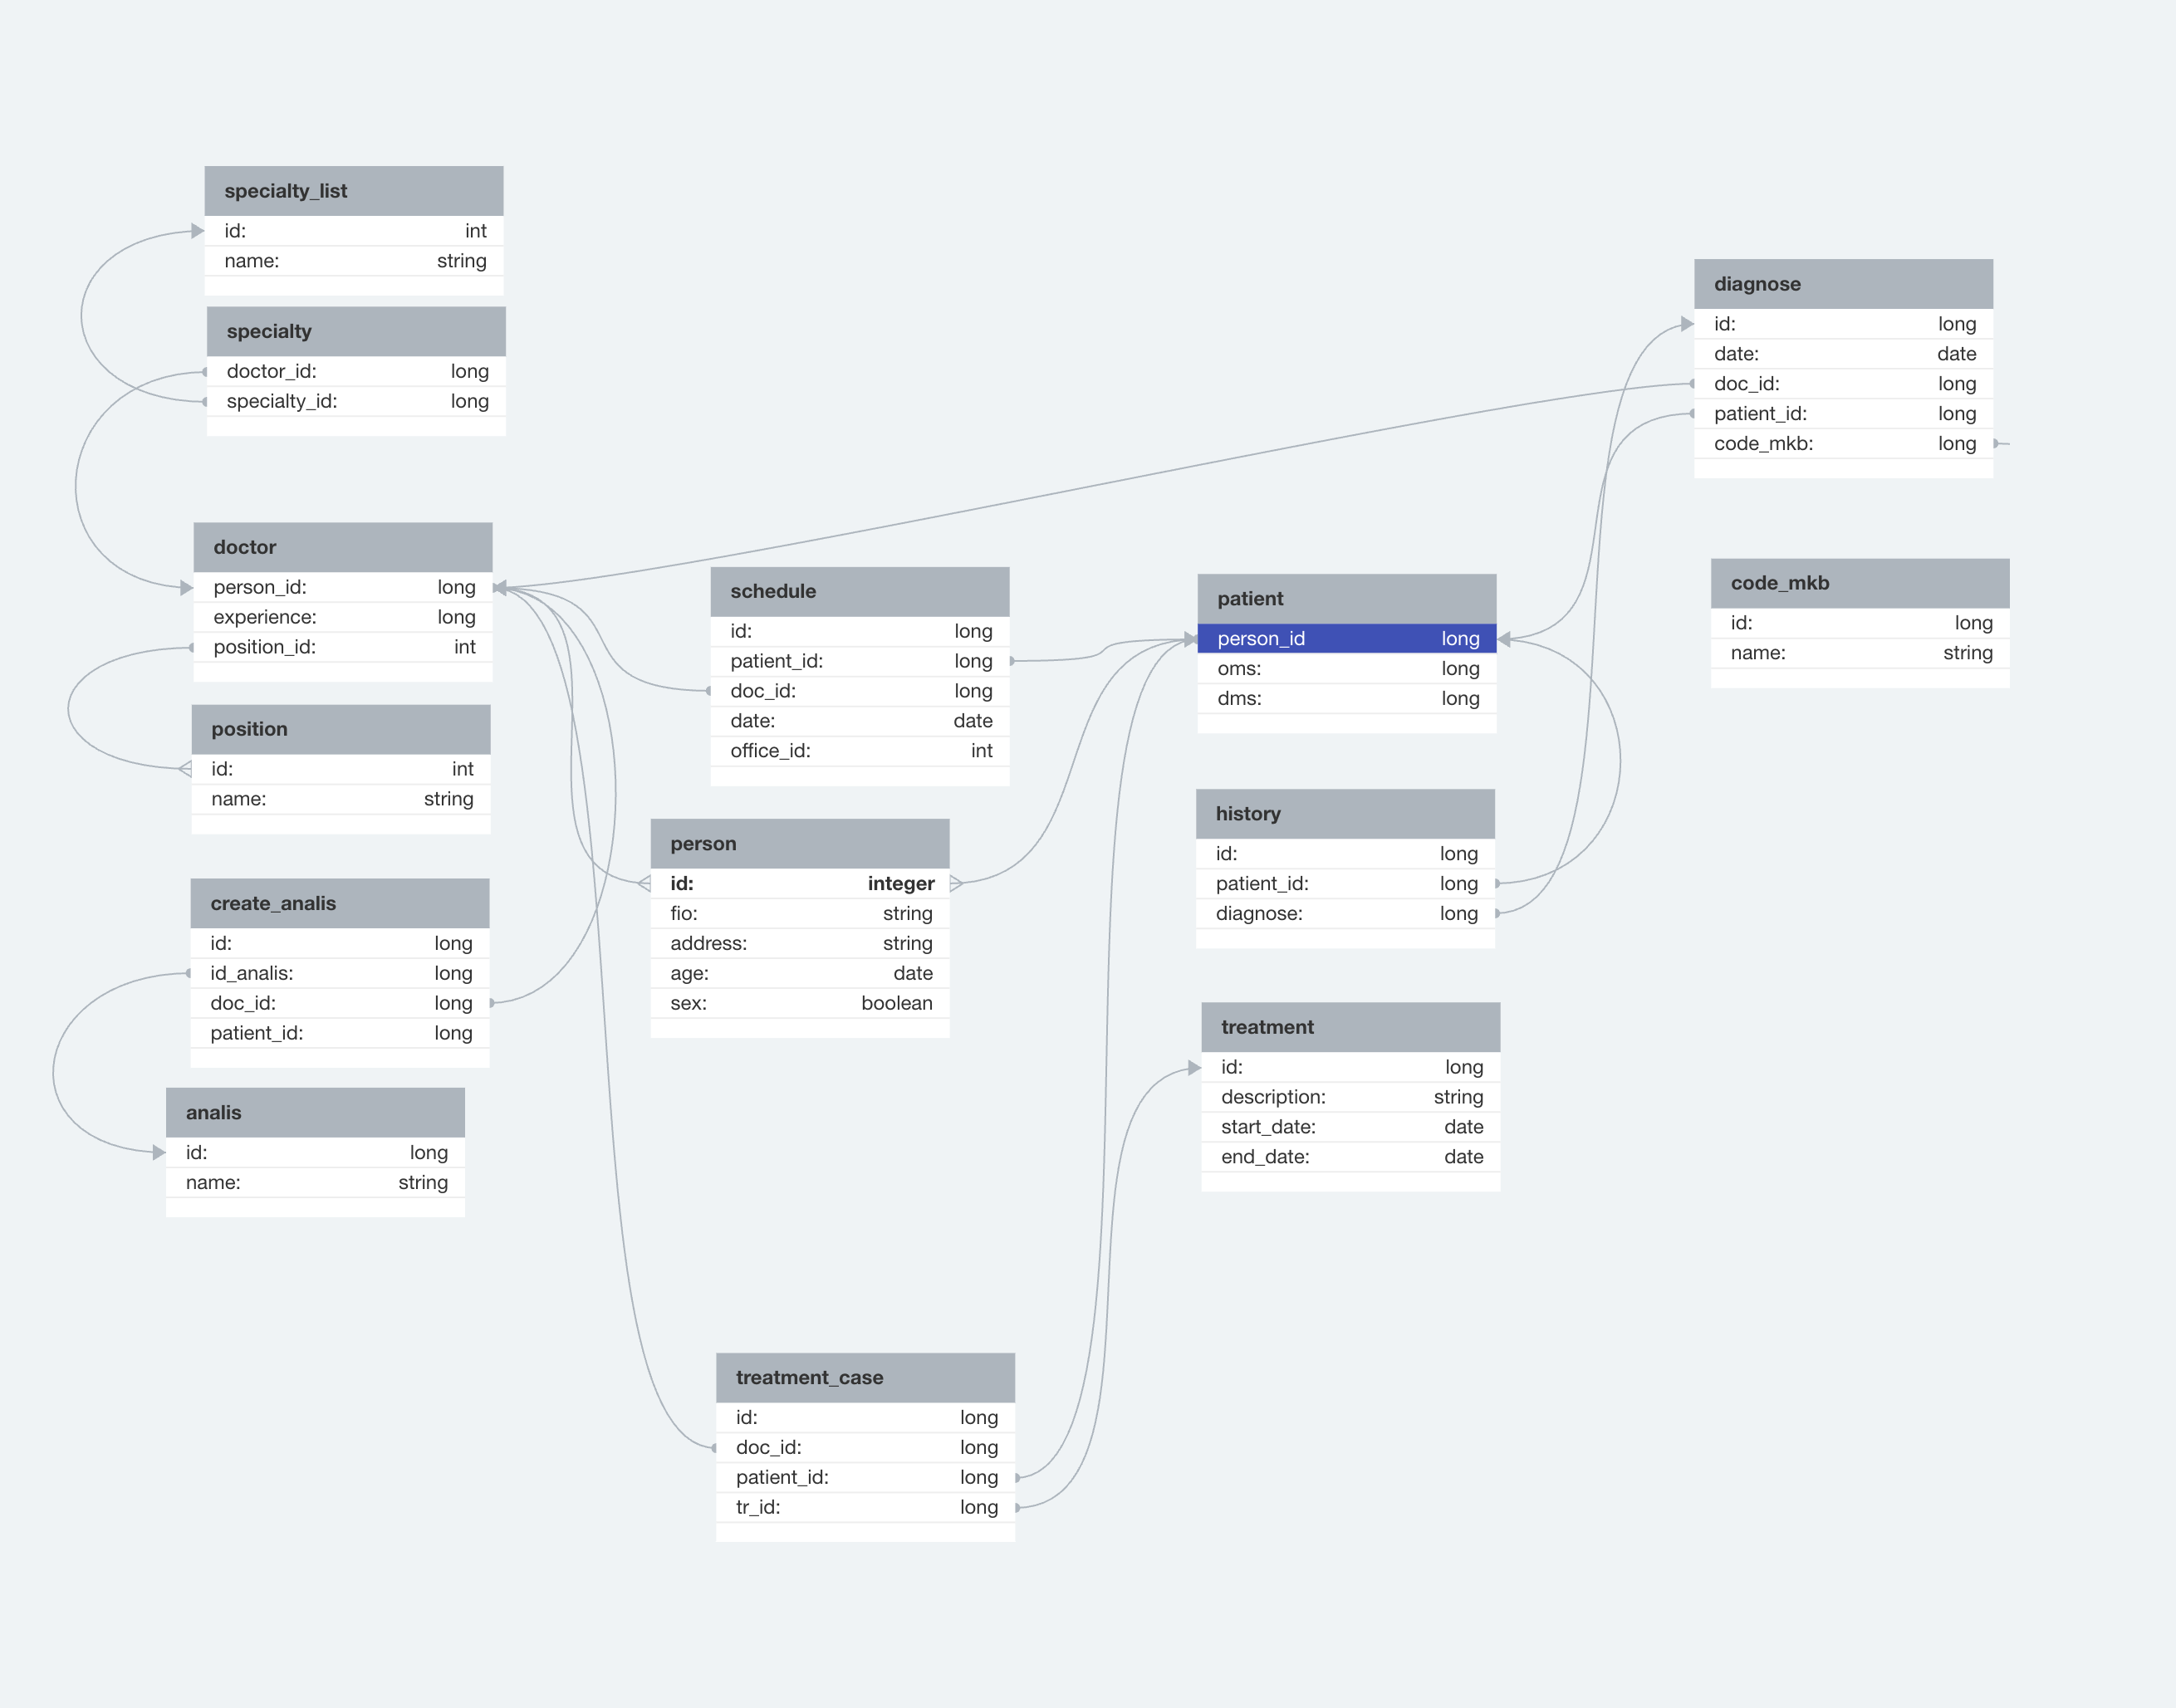 specialty_list
id: int
name: string
specialty
doctor_id: long
specialty_id: long
doctor
person_id: long
experience: long
position_id: int
position
id: int
name: string
create_analis
id: long
id_analis: long
doc_id: long
patient_id: long
analis
id: long
name: string
schedule
id: long
patient_id: long
doc_id: long
date: date
office_id: int
person
id: integer
fio: string
address: string
age: date
sex: boolean
treatment_case
id: long
doc_id: long
patient_id: long
tr_id: long
patient
person_id long
oms: long
dms: long
history
id: long
patient_id: long
diagnose: long
treatment
id: long
description: string
start_date: date
end_date: date
diagnose
id: long
date: date
doc_id: long
patient_id: long
code_mkb: long
code_mkb
id: long
name: string